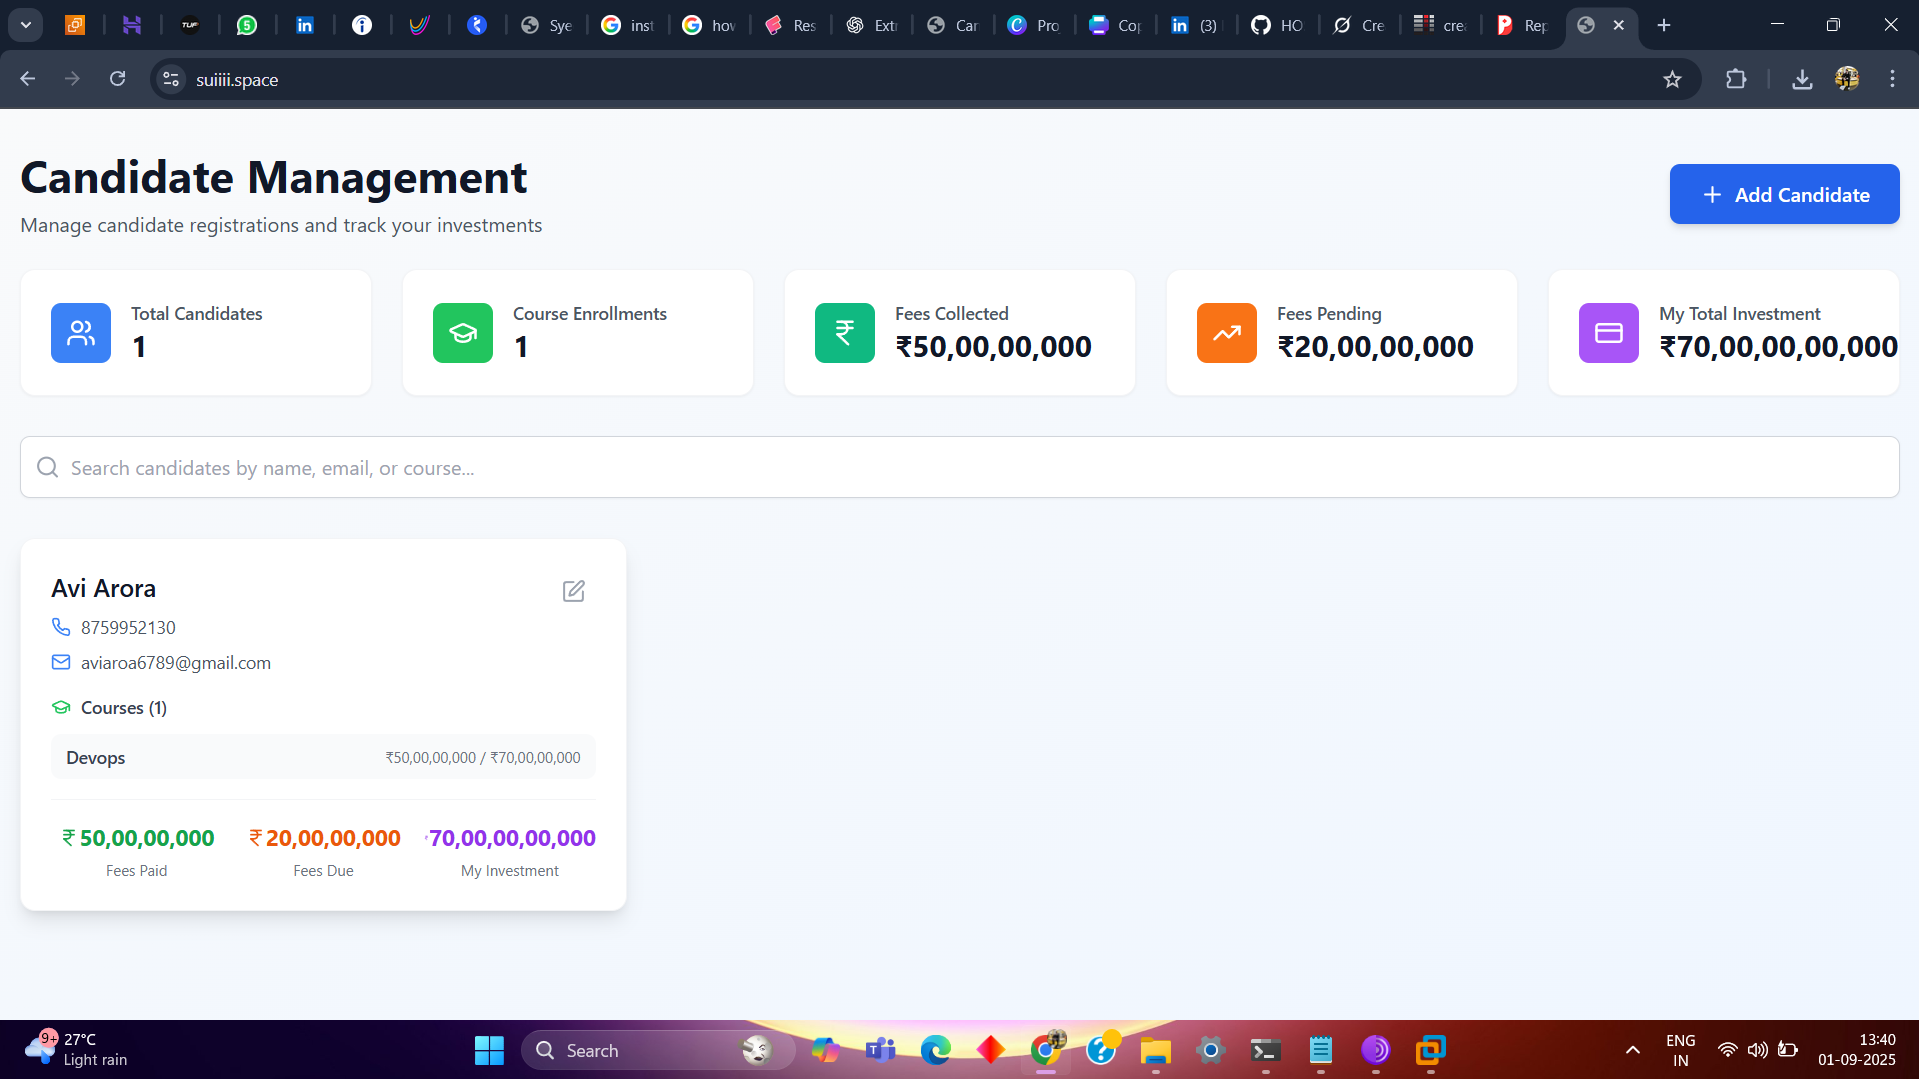 Sye
inst
hov
Res
Extr
Car
Pro
Cop
(3)
HO
Cre
crea
Rep
suiiii.space
Candidate Management
Manage candidate registrations and track your investments
+ Add Candidate
Total Candidates
1
Course Enrollments
1
Fees Collected
₹50,00,00,000
Fees Pending
₹20,00,00,000
My Total Investment
₹70,00,00,00,000
Search candidates by name, email, or course...
Avi Arora
8759952130
aviaroa6789@gmail.com
Courses (1)
Devops
₹50,00,00,000 / ₹70,00,00,000
₹50,00,00,000
Fees Paid
₹20,00,00,000
Fees Due
70,00,00,00,000
My Investment
9+
27°C
Light rain
Search
ENG
IN
13:40
01-09-2025